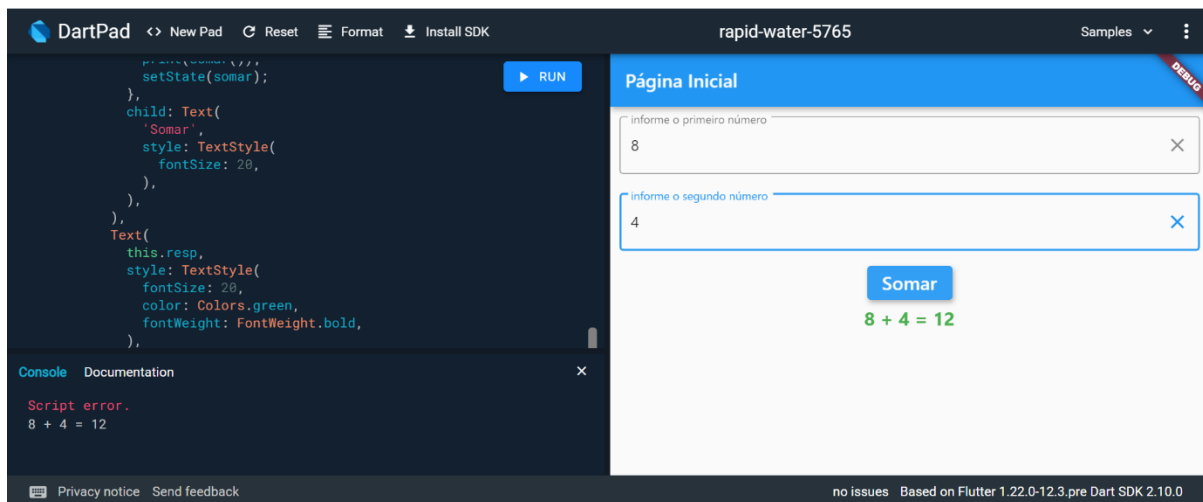 DartPad <> New Pad Reset Format Install SDK rapid-water-5765 Samples
print(somar());
setState(somar);
},
child: Text(
'Somar',
style: TextStyle(
fontSize: 20,
),
),
),
Text(
this.resp,
style: TextStyle(
fontSize: 20,
color: Colors.green,
fontWeight: FontWeight.bold,
),
RUN
Console Documentation ×
Script error.
8 + 4 = 12
Página Inicial
DEBUG
informe o primeiro número
8
informe o segundo número
4
Somar
8 + 4 = 12
Privacy notice Send feedback
no issues Based on Flutter 1.22.0-12.3.pre Dart SDK 2.10.0